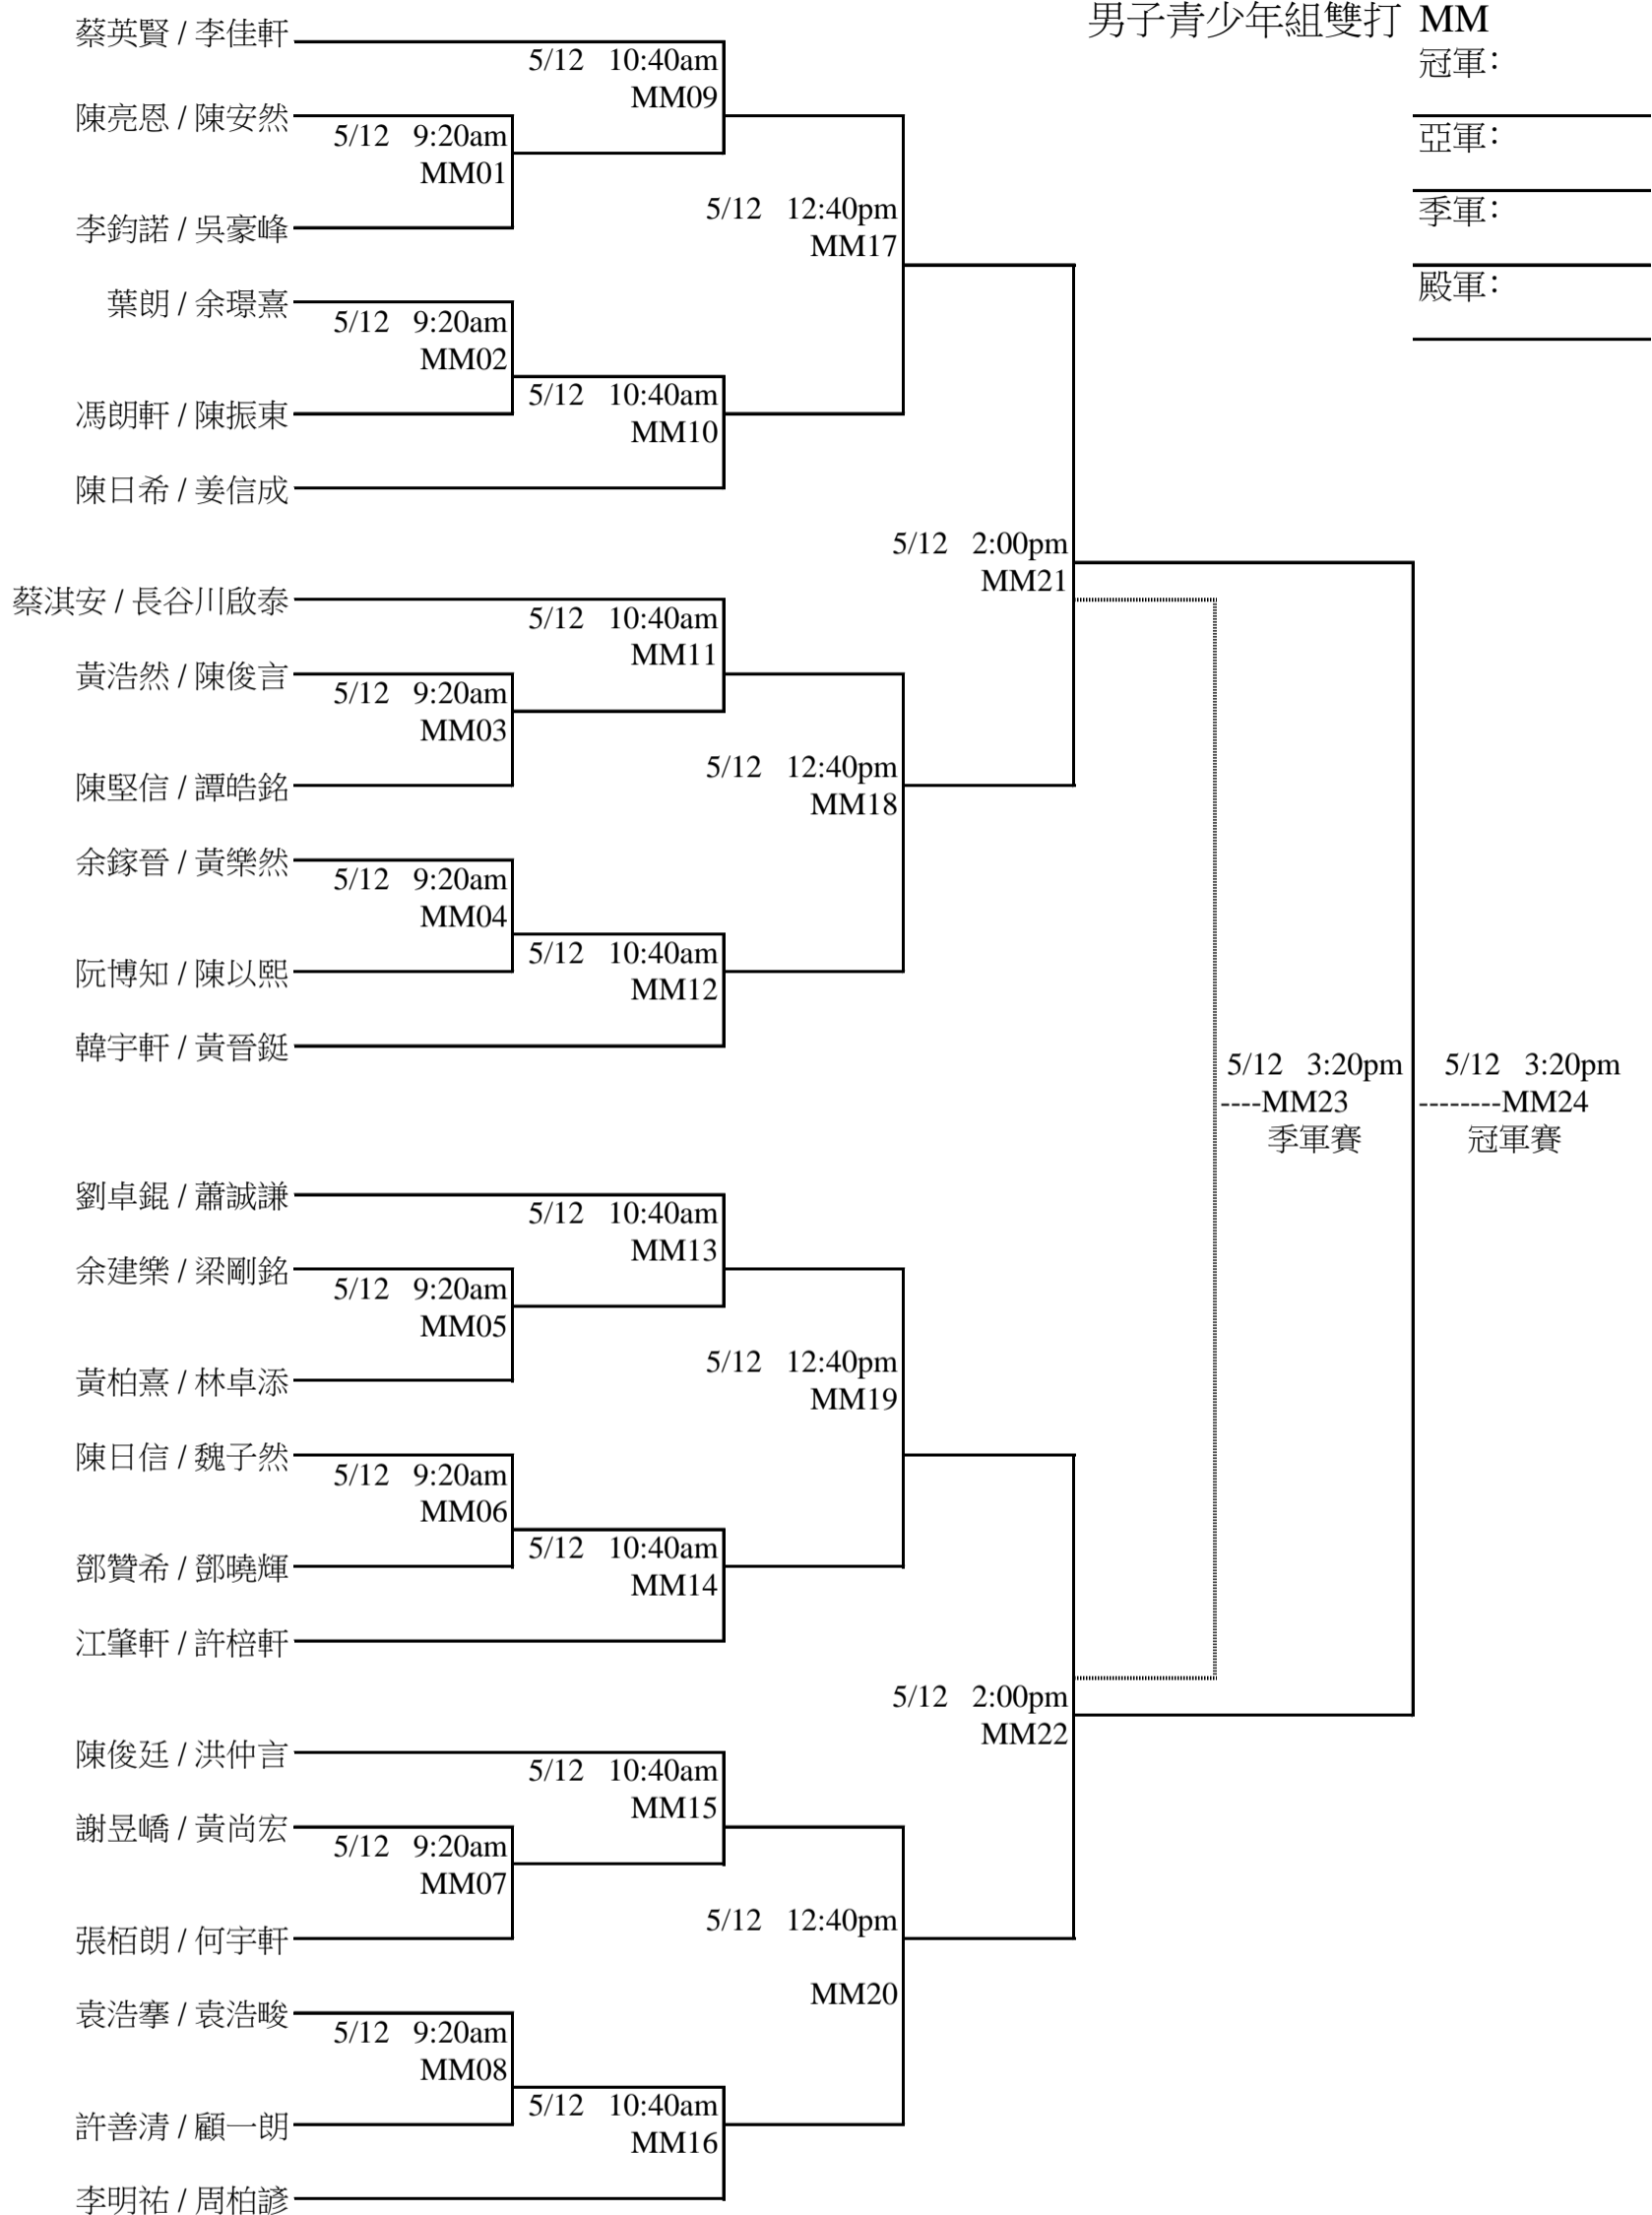 男子青少年組雙打 MM
冠軍:
亞軍:
季軍:
殿軍:
蔡英賢 / 李佳軒
5/12 10:40am
MM09
陳亮恩 / 陳安然
5/12 9:20am
MM01
李鈞諾 / 吳豪峰
5/12 12:40pm
MM17
葉朗 / 余璟熹
5/12 9:20am
MM02
馮朗軒 / 陳振東
5/12 10:40am
MM10
陳日希 / 姜信成
5/12 2:00pm
MM21
蔡淇安 / 長谷川啟泰
5/12 10:40am
MM11
黃浩然 / 陳俊言
5/12 9:20am
MM03
陳堅信 / 譚皓銘
5/12 12:40pm
MM18
余鎵晉 / 黃樂然
5/12 9:20am
MM04
阮博知 / 陳以熙
5/12 10:40am
MM12
韓宇軒 / 黃晉鋌
5/12 3:20pm
----MM23
季軍賽
5/12 3:20pm
--------MM24
冠軍賽
劉卓錕 / 蕭誠謙
5/12 10:40am
MM13
余建樂 / 梁剛銘
5/12 9:20am
MM05
黃柏熹 / 林卓添
5/12 12:40pm
MM19
陳日信 / 魏子然
5/12 9:20am
MM06
鄧贊希 / 鄧曉輝
5/12 10:40am
MM14
江肇軒 / 許棓軒
5/12 2:00pm
MM22
陳俊廷 / 洪仲言
5/12 10:40am
MM15
謝昱嶠 / 黃尚宏
5/12 9:20am
MM07
張栢朗 / 何宇軒
5/12 12:40pm
MM20
袁浩搴 / 袁浩畯
5/12 9:20am
MM08
許善清 / 顧一朗
5/12 10:40am
MM16
李明祐 / 周柏諺